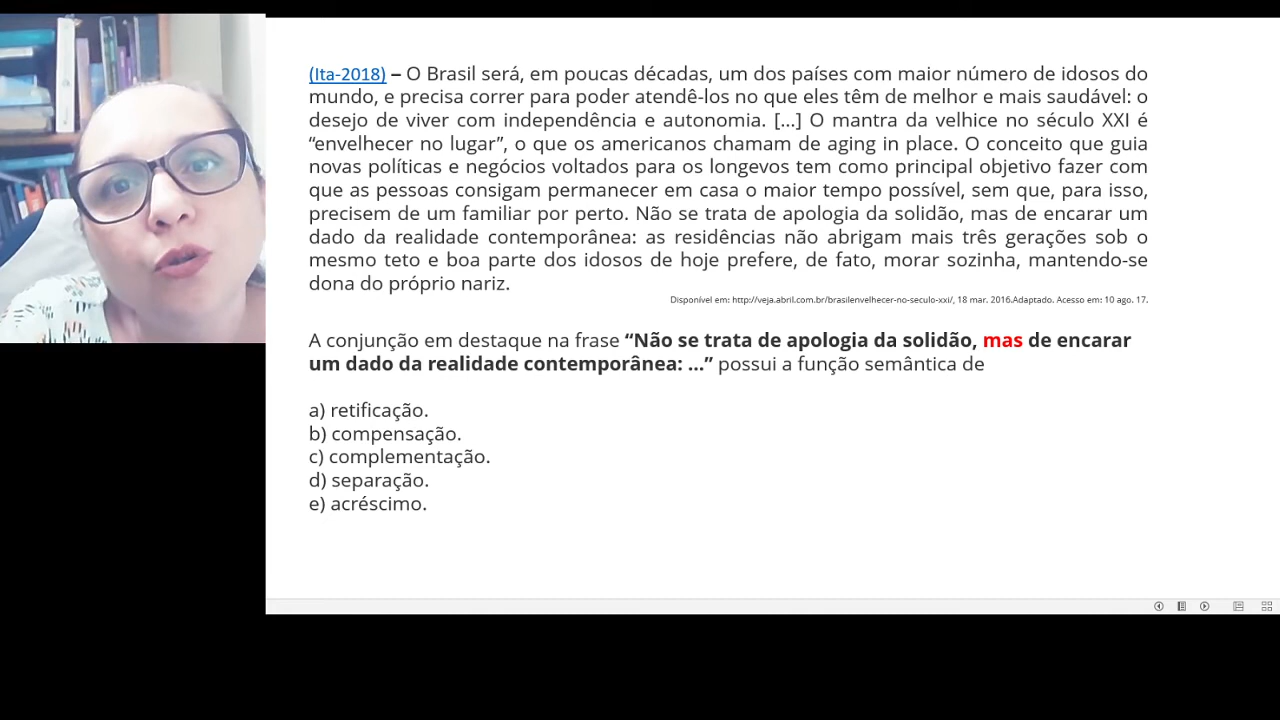 (Ita-2018) – O Brasil será, em poucas décadas, um dos países com maior número de idosos do
mundo, e precisa correr para poder atendê-los no que eles têm de melhor e mais saudável: o
desejo de viver com independência e autonomia. [...] O mantra da velhice no século XXI é
“envelhecer no lugar”, o que os americanos chamam de aging in place. O conceito que guia
novas políticas e negócios voltados para os longevos tem como principal objetivo fazer com
que as pessoas consigam permanecer em casa o maior tempo possível, sem que, para isso,
precisem de um familiar por perto. Não se trata de apologia da solidão, mas de encarar um
dado da realidade contemporânea: as residências não abrigam mais três gerações sob o
mesmo teto e boa parte dos idosos de hoje prefere, de fato, morar sozinha, mantendo-se
dona do próprio nariz.
Disponível em: http://veja.abril.com.br/brasilenvelhecer-no-seculo-xxi/, 18 mar. 2016.Adaptado. Acesso em: 10 ago. 17.
A conjunção em destaque na frase “Não se trata de apologia da solidão, mas de encarar
um dado da realidade contemporânea: ...” possui a função semântica de
a) retificação.
b) compensação.
c) complementação.
d) separação.
e) acréscimo.